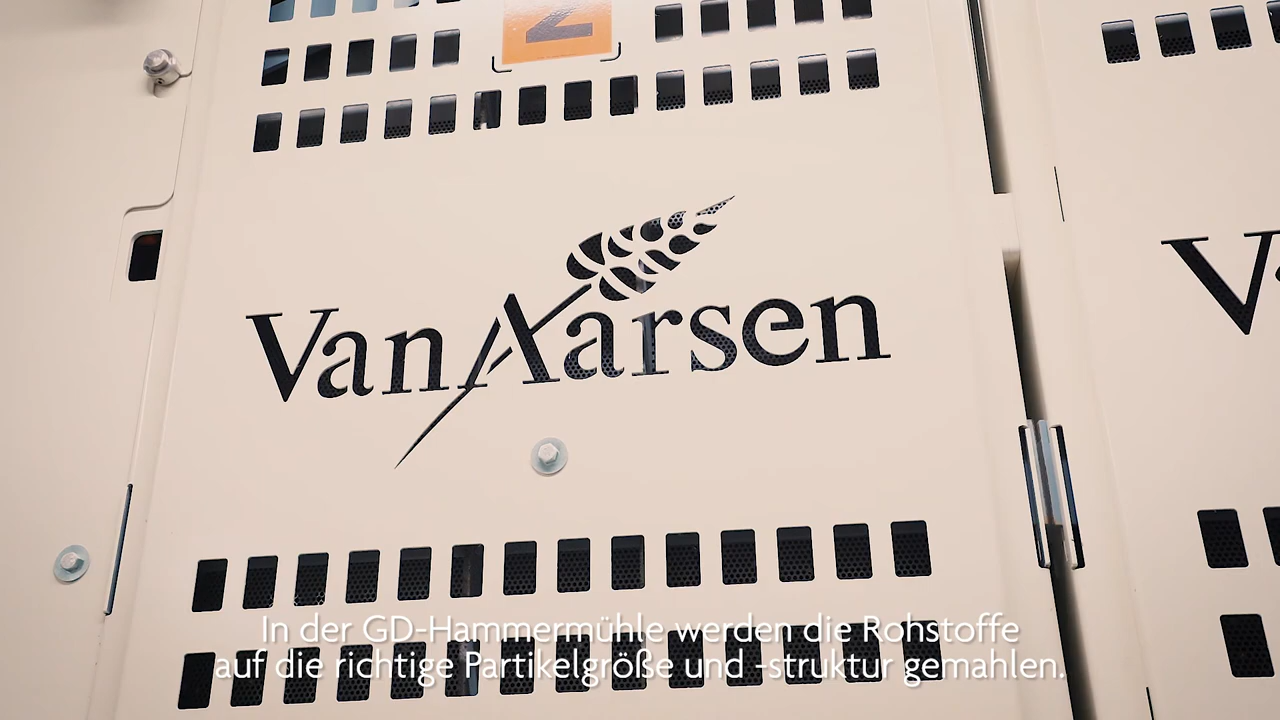 Van Aarsen
In der GD-Hammermühle werden die Rohstoffe
auf die richtige Partikelgröße und -struktur gemahlen.